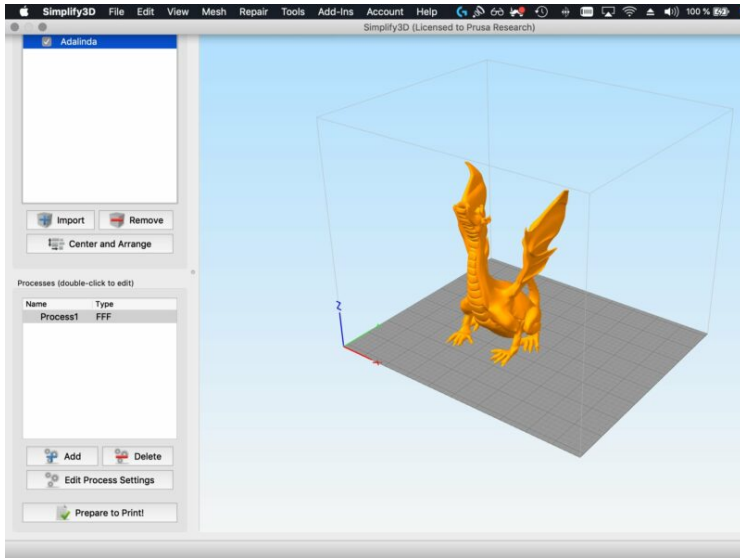 Simplify3D File Edit View Mesh Repair Tools Add-Ins Account Help 100 %
Simplify3D (Licensed to Prusa Research)
Adalinda
Import Remove
Center and Arrange
Processes (double-click to edit)
Name Type
Process1 FFF
Z
Add Delete
Edit Process Settings
Prepare to Print!